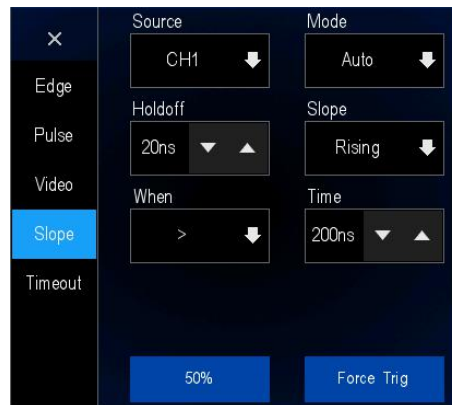 ×
Edge
Pulse
Video
Slope
Timeout
Source
CH1
Mode
Auto
Holdoff
20ns
Slope
Rising
When
>
Time
200ns
50%
Force Trig